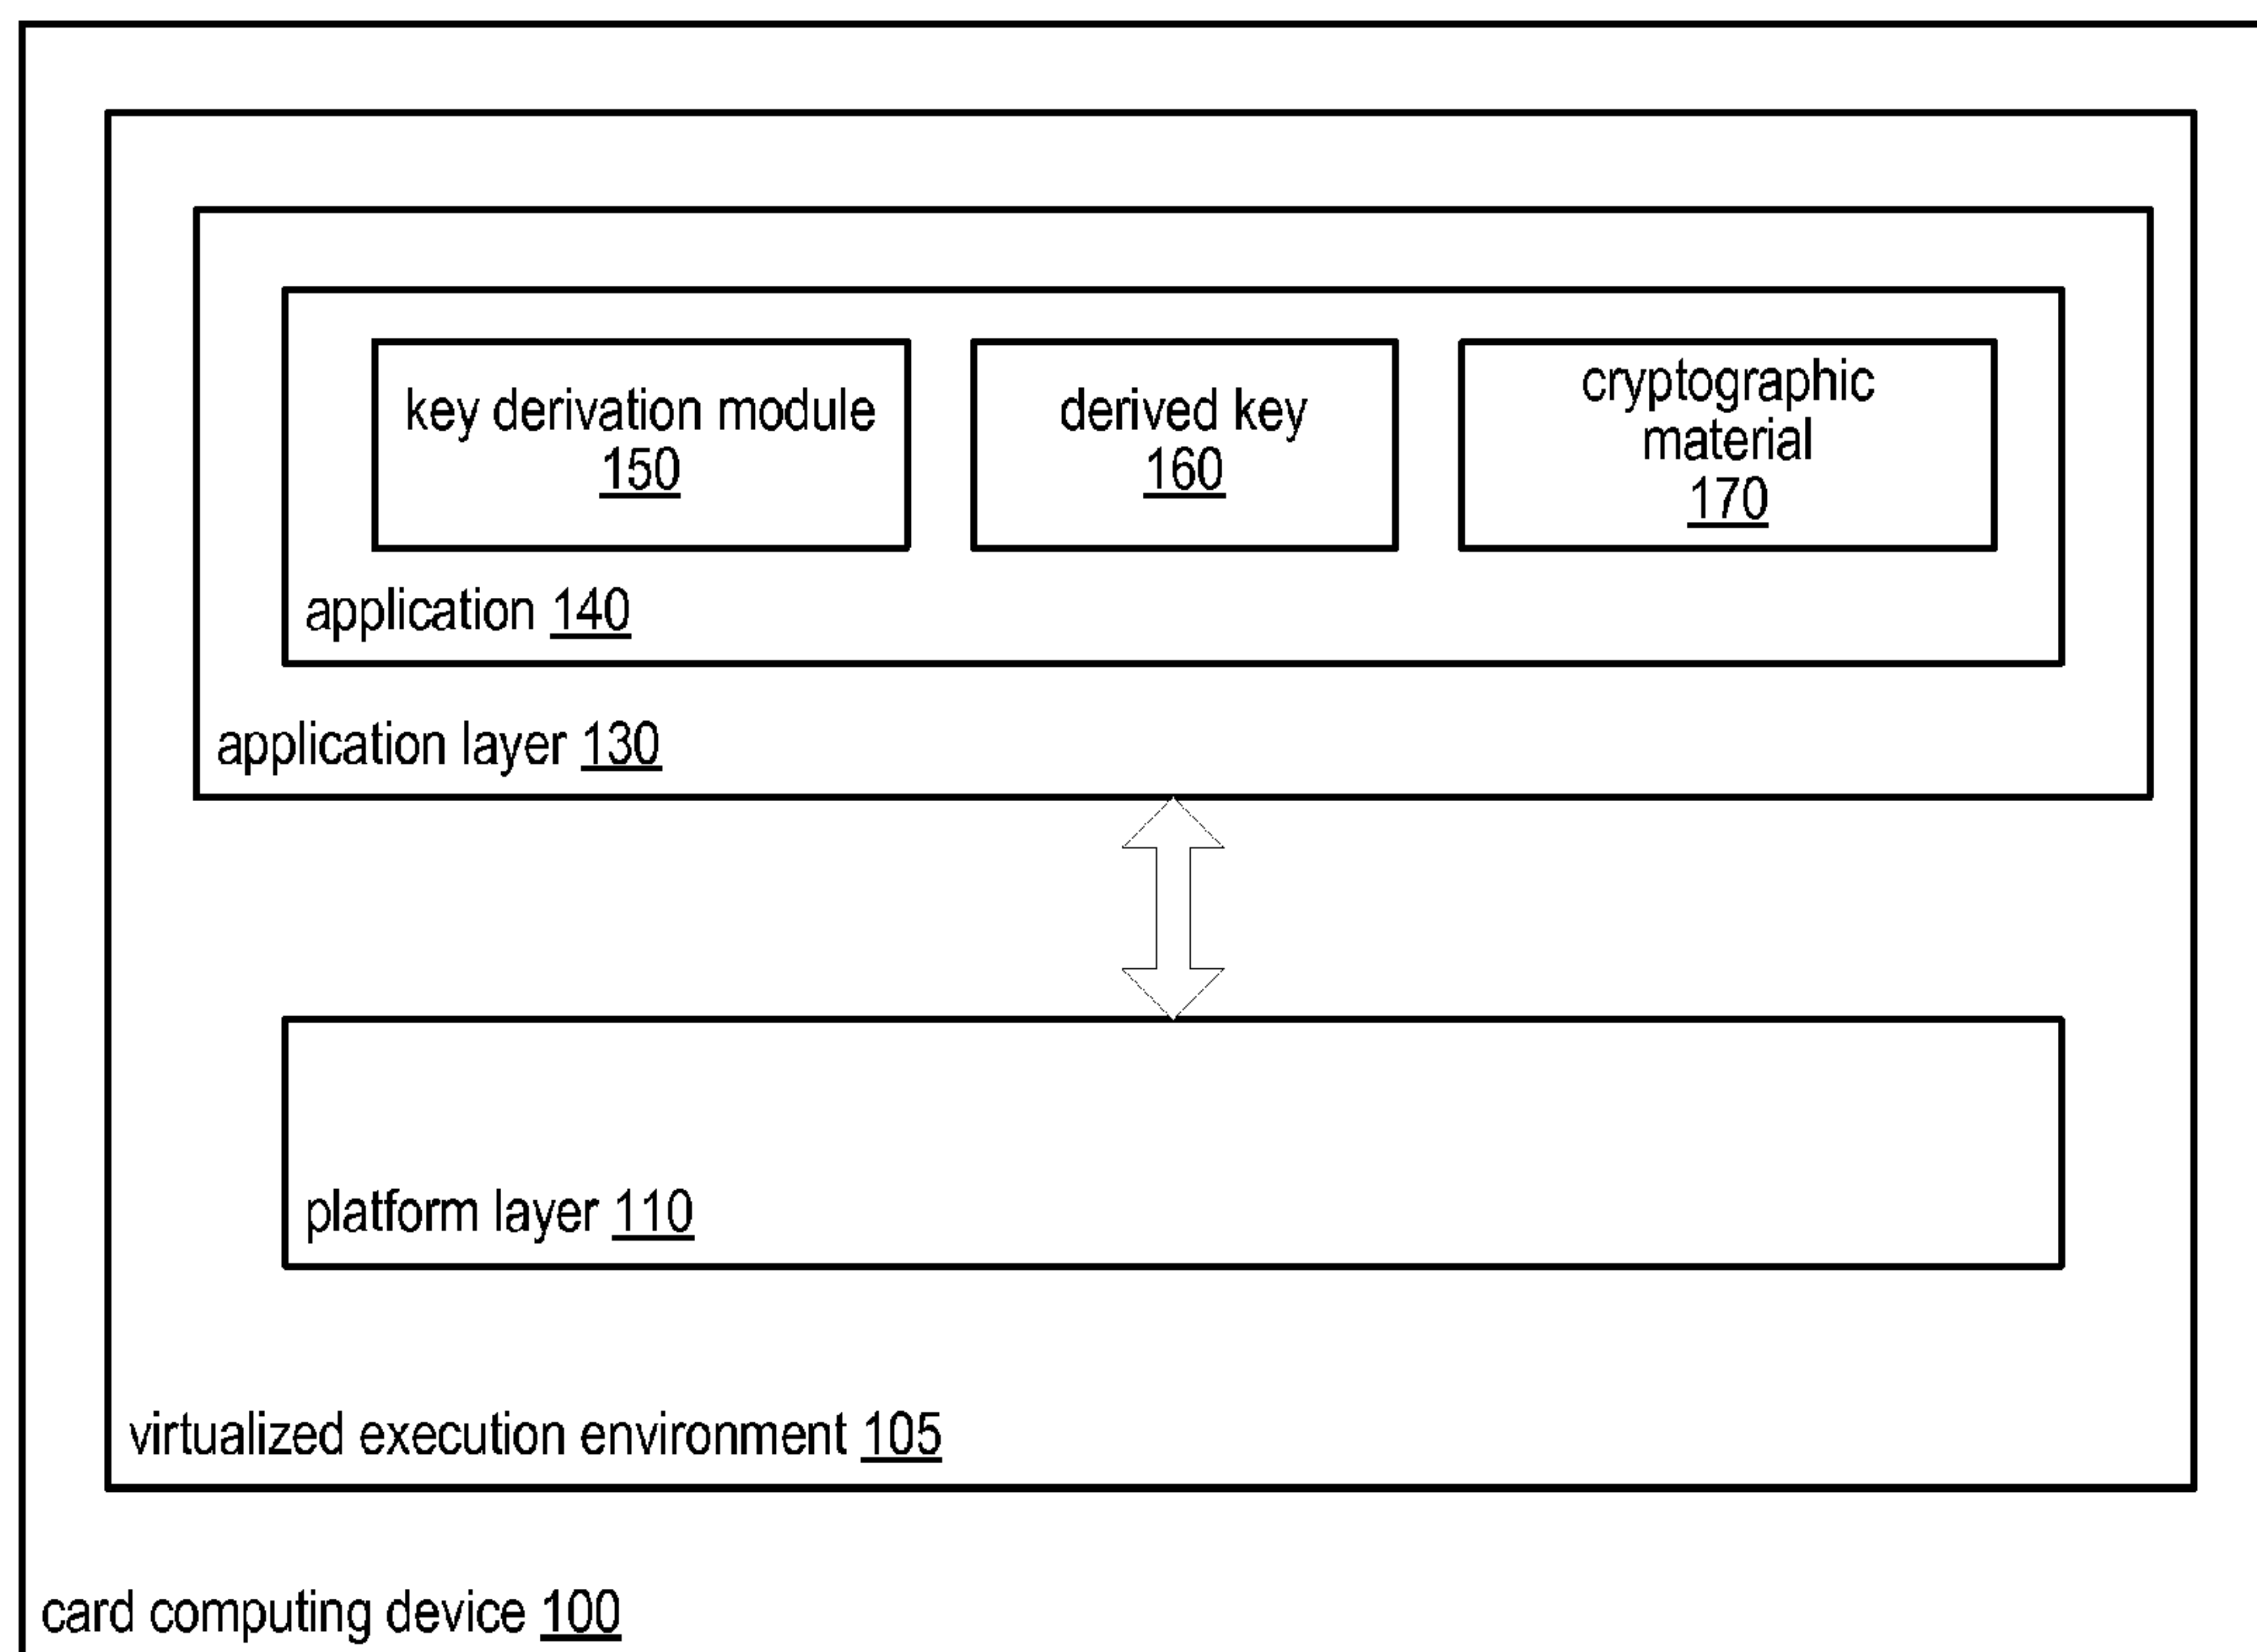 key derivation module
150
derived key
160
cryptographic
material
170
application 140
application layer 130
platform layer 110
virtualized execution environment 105
card computing device 100